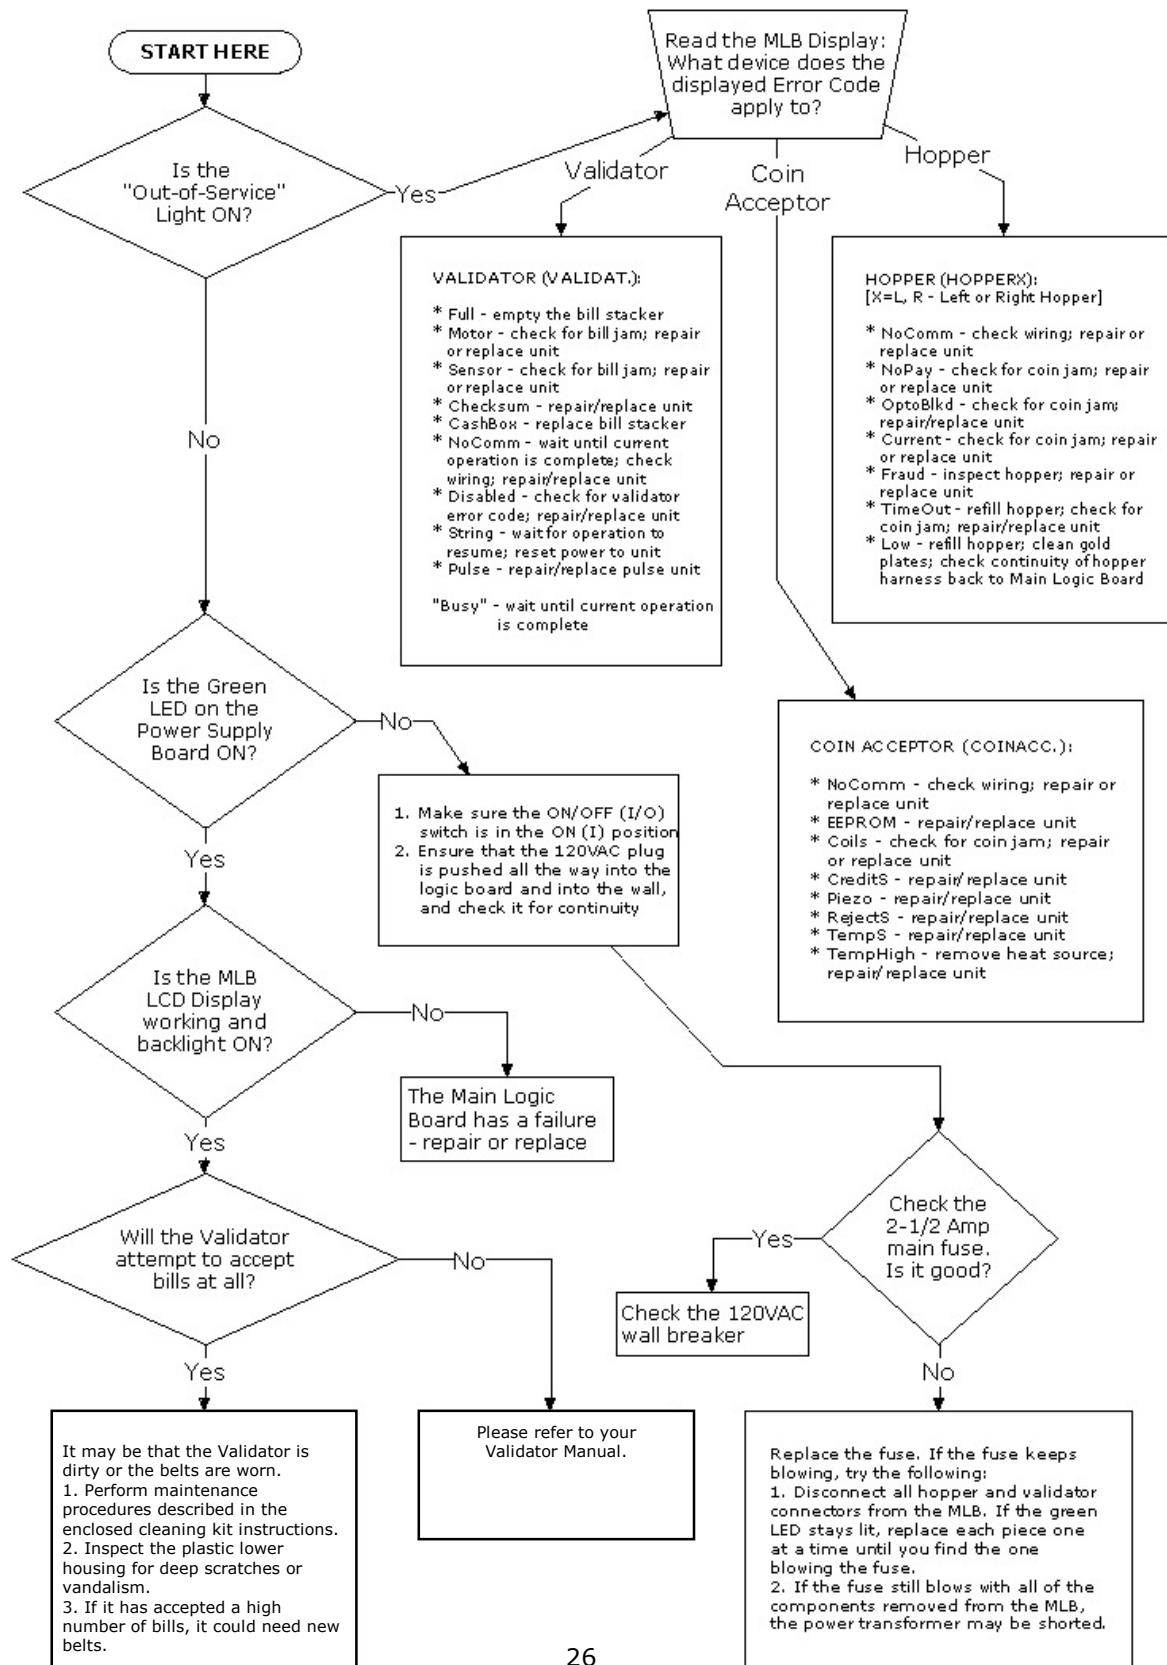 START HERE
Read the MLB Display:
What device does the
displayed Error Code
apply to?
Is the
"Out-of-Service"
Light ON?
Yes
Validator
Coin
Acceptor
Hopper
VALIDATOR (VALIDAT.):
* Full - empty the bill stacker
* Motor - check for bill jam; repair
or replace unit
* Sensor - check for bill jam; repair
or replace unit
* Checksum - repair/replace unit
* CashBox - replace bill stacker
* NoComm - wait until current
operation is complete; check
wiring; repair/replace unit
* Disabled - check for validator
error code; repair/replace unit
* String - wait for operation to
resume; reset power to unit
* Pulse - repair/replace pulse unit
"Busy" - wait until current operation
is complete
HOPPER (HOPPERX):
[X=L, R - Left or Right Hopper]
* NoComm - check wiring; repair or
replace unit
* NoPay - check for coin jam; repair
or replace unit
* OptoBlkd - check for coin jam;
repair/replace unit
* Current - check for coin jam; repair
or replace unit
* Fraud - inspect hopper; repair or
replace unit
* TimeOut - refill hopper; check for
coin jam; repair/replace unit
* Low - refill hopper; clean gold
plates; check continuity of hopper
harness back to Main Logic Board
No
Is the Green
LED on the
Power Supply
Board ON?
No
1. Make sure the ON/OFF (I/O)
switch is in the ON (I) position
2. Ensure that the 120VAC plug
is pushed all the way into the
logic board and into the wall,
and check it for continuity
COIN ACCEPTOR (COINACC.):
* NoComm - check wiring; repair or
replace unit
* EEPROM - repair/replace unit
* Coils - check for coin jam; repair
or replace unit
* CreditS - repair/replace unit
* Piezo - repair/replace unit
* RejectS - repair/replace unit
* TempS - repair/replace unit
* TempHigh - remove heat source;
repair/replace unit
Yes
Is the MLB
LCD Display
working and
backlight ON?
No
The Main Logic
Board has a failure
- repair or replace
Yes
Will the Validator
attempt to accept
bills at all?
No
Check the
2-1/2 Amp
main fuse.
Is it good?
Yes
Check the 120VAC
wall breaker
Yes
No
It may be that the Validator is
dirty or the belts are worn.
1. Perform maintenance
procedures described in the
enclosed cleaning kit instructions.
2. Inspect the plastic lower
housing for deep scratches or
vandalism.
3. If it has accepted a high
number of bills, it could need new
belts.
Please refer to your
Validator Manual.
Replace the fuse. If the fuse keeps
blowing, try the following:
1. Disconnect all hopper and validator
connectors from the MLB. If the green
LED stays lit, replace each piece one
at a time until you find the one
blowing the fuse.
2. If the fuse still blows with all of the
components removed from the MLB,
the power transformer may be shorted.
26